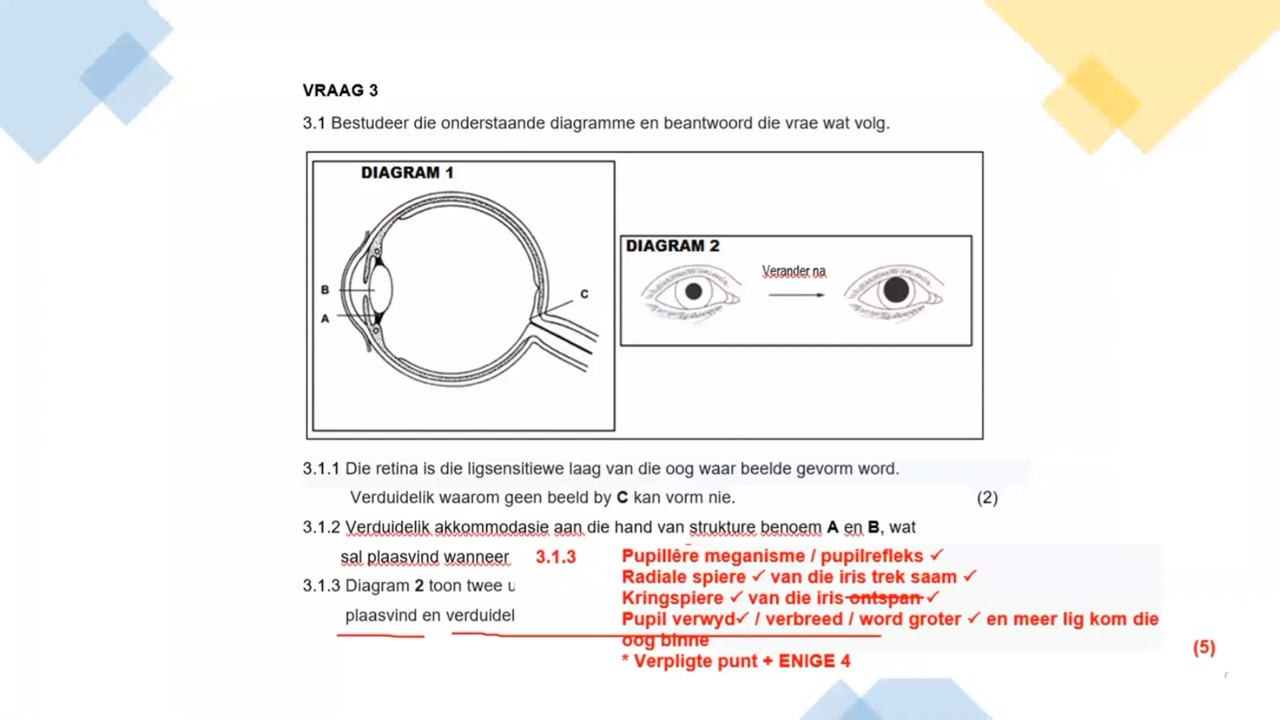 VRAAG 3
3.1 Bestudeer die onderstaande diagramme en beantwoord die vrae wat volg.
DIAGRAM 1
B
A
C
DIAGRAM 2
Verander na
3.1.1 Die retina is die ligsensitiewe laag van die oog waar beelde gevorm word.
Verduidelik waarom geen beeld by C kan vorm nie. (2)
3.1.2 Verduidelik akkommodasie aan die hand van strukture benoem A en B, wat
sal plaasvind wanneer
3.1.3 Diagram 2 toon twee u
plaasvind en verduidel
3.1.3 Pupillêre meganisme / pupilrefleks ✓
Radiale spiere ✓ van die iris trek saam ✓
Kringspiere ✓ van die iris ontspan ✓
Pupil verwyd✓ / verbreed / word groter ✓ en meer lig kom die
oog binne
* Verpligte punt + ENIGE 4
(5)